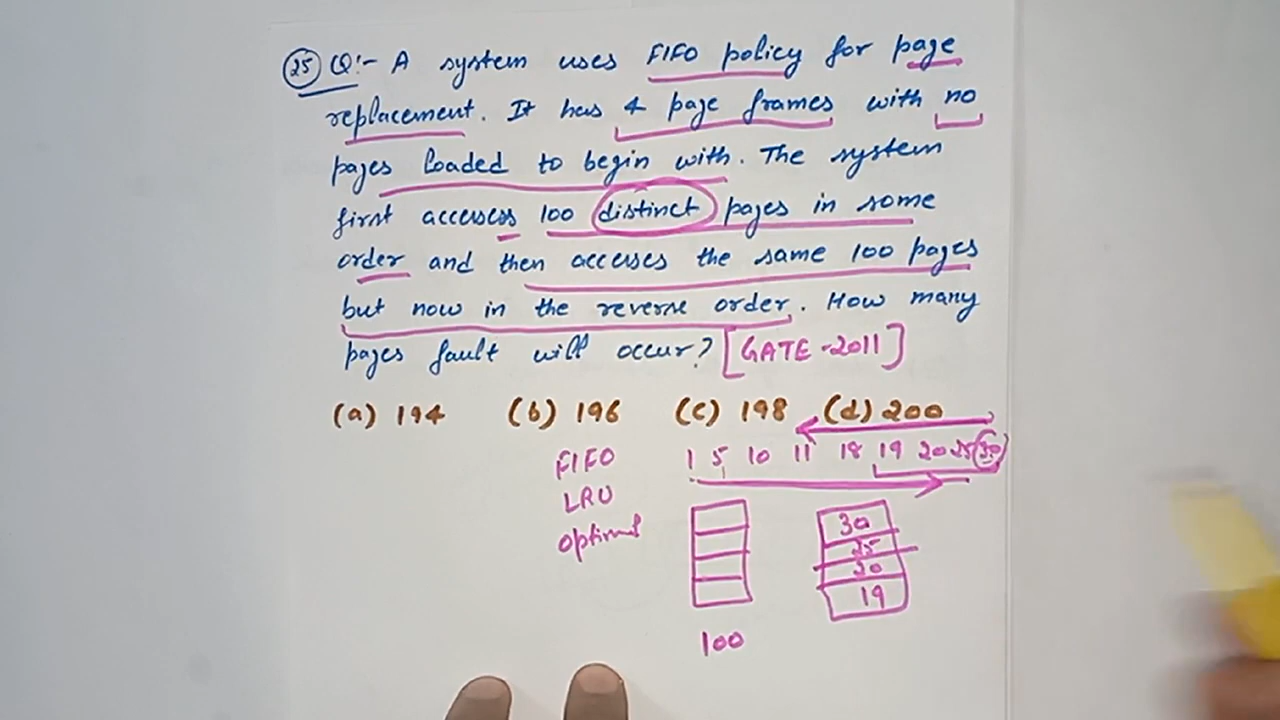 25 Q:- A system uses FIFO policy for page
replacement. It has 4 page frames with no
pages loaded to begin with. The system
first accesses 100 distinct pages in some
order and then accesses the same 100 pages
but now in the reverse order. How many
pages fault will occur? [GATE-2011]
(a) 194 (b) 196 (c) 198 (d) 200
FIFO 1 5 10 11 18 19 20 25 30
LRU
optimal
30
25
20
19
100